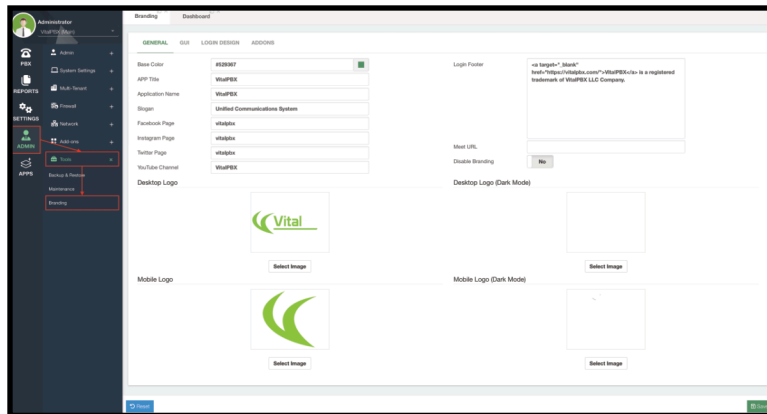 Administrator
VitalPBX (Main)
PBX
REPORTS
SETTINGS
ADMIN
APPS
Admin +
System Settings +
Multi-Tenant +
Firewall +
Network +
Add-ons +
Tools
Backup & Restore
Maintenance
Branding
Branding
Dashboard
GENERAL GUI LOGIN DESIGN ADDONS
Base Color
APP Title VitalPBX
Application Name VitalPBX
Slogan Unified Communications System
Facebook Page vitalpbx
Instagram Page vitalpbx
Twitter Page vitalpbx
YouTube Channel VitalPBX
Login Footer <a target="_blank"
href="https://vitalpbx.com/">VitalPBX</a> is a registered
trademark of VitalPBX LLC Company.
Meet URL
Disable Branding No
Desktop Logo
Vital
Select Image
Desktop Logo (Dark Mode)
Select Image
Mobile Logo
Select Image
Mobile Logo (Dark Mode)
Select Image